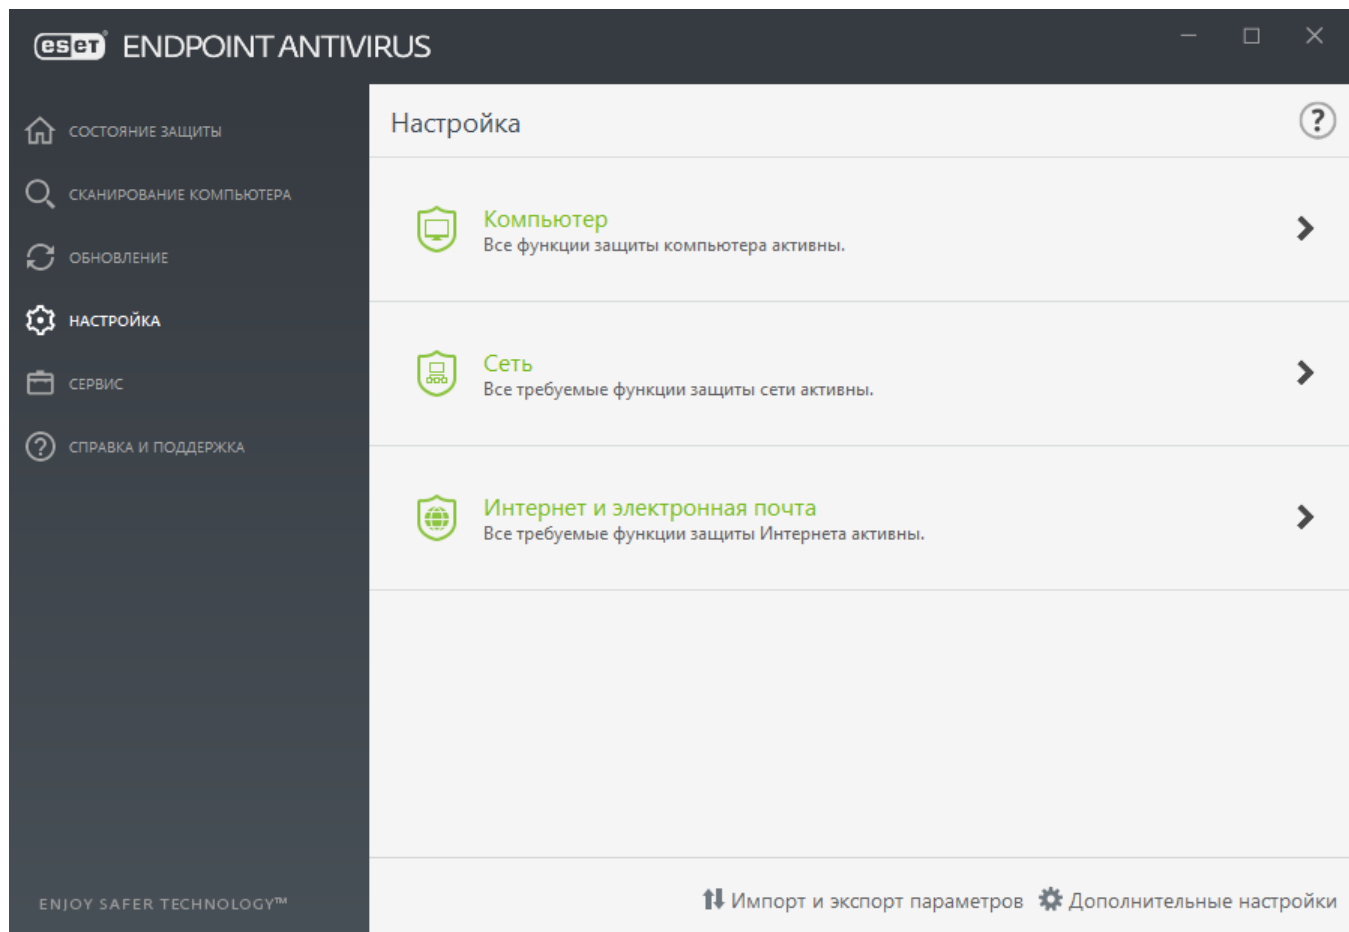 eset ENDPOINT ANTIVIRUS
СОСТОЯНИЕ ЗАЩИТЫ
СКАНИРОВАНИЕ КОМПЬЮТЕРА
ОБНОВЛЕНИЕ
НАСТРОЙКА
СЕРВИС
СПРАВКА И ПОДДЕРЖКА
ENJOY SAFER TECHNOLOGY™
Настройка
?
Компьютер
Все функции защиты компьютера активны.
Сеть
Все требуемые функции защиты сети активны.
Интернет и электронная почта
Все требуемые функции защиты Интернета активны.
Импорт и экспорт параметров Дополнительные настройки